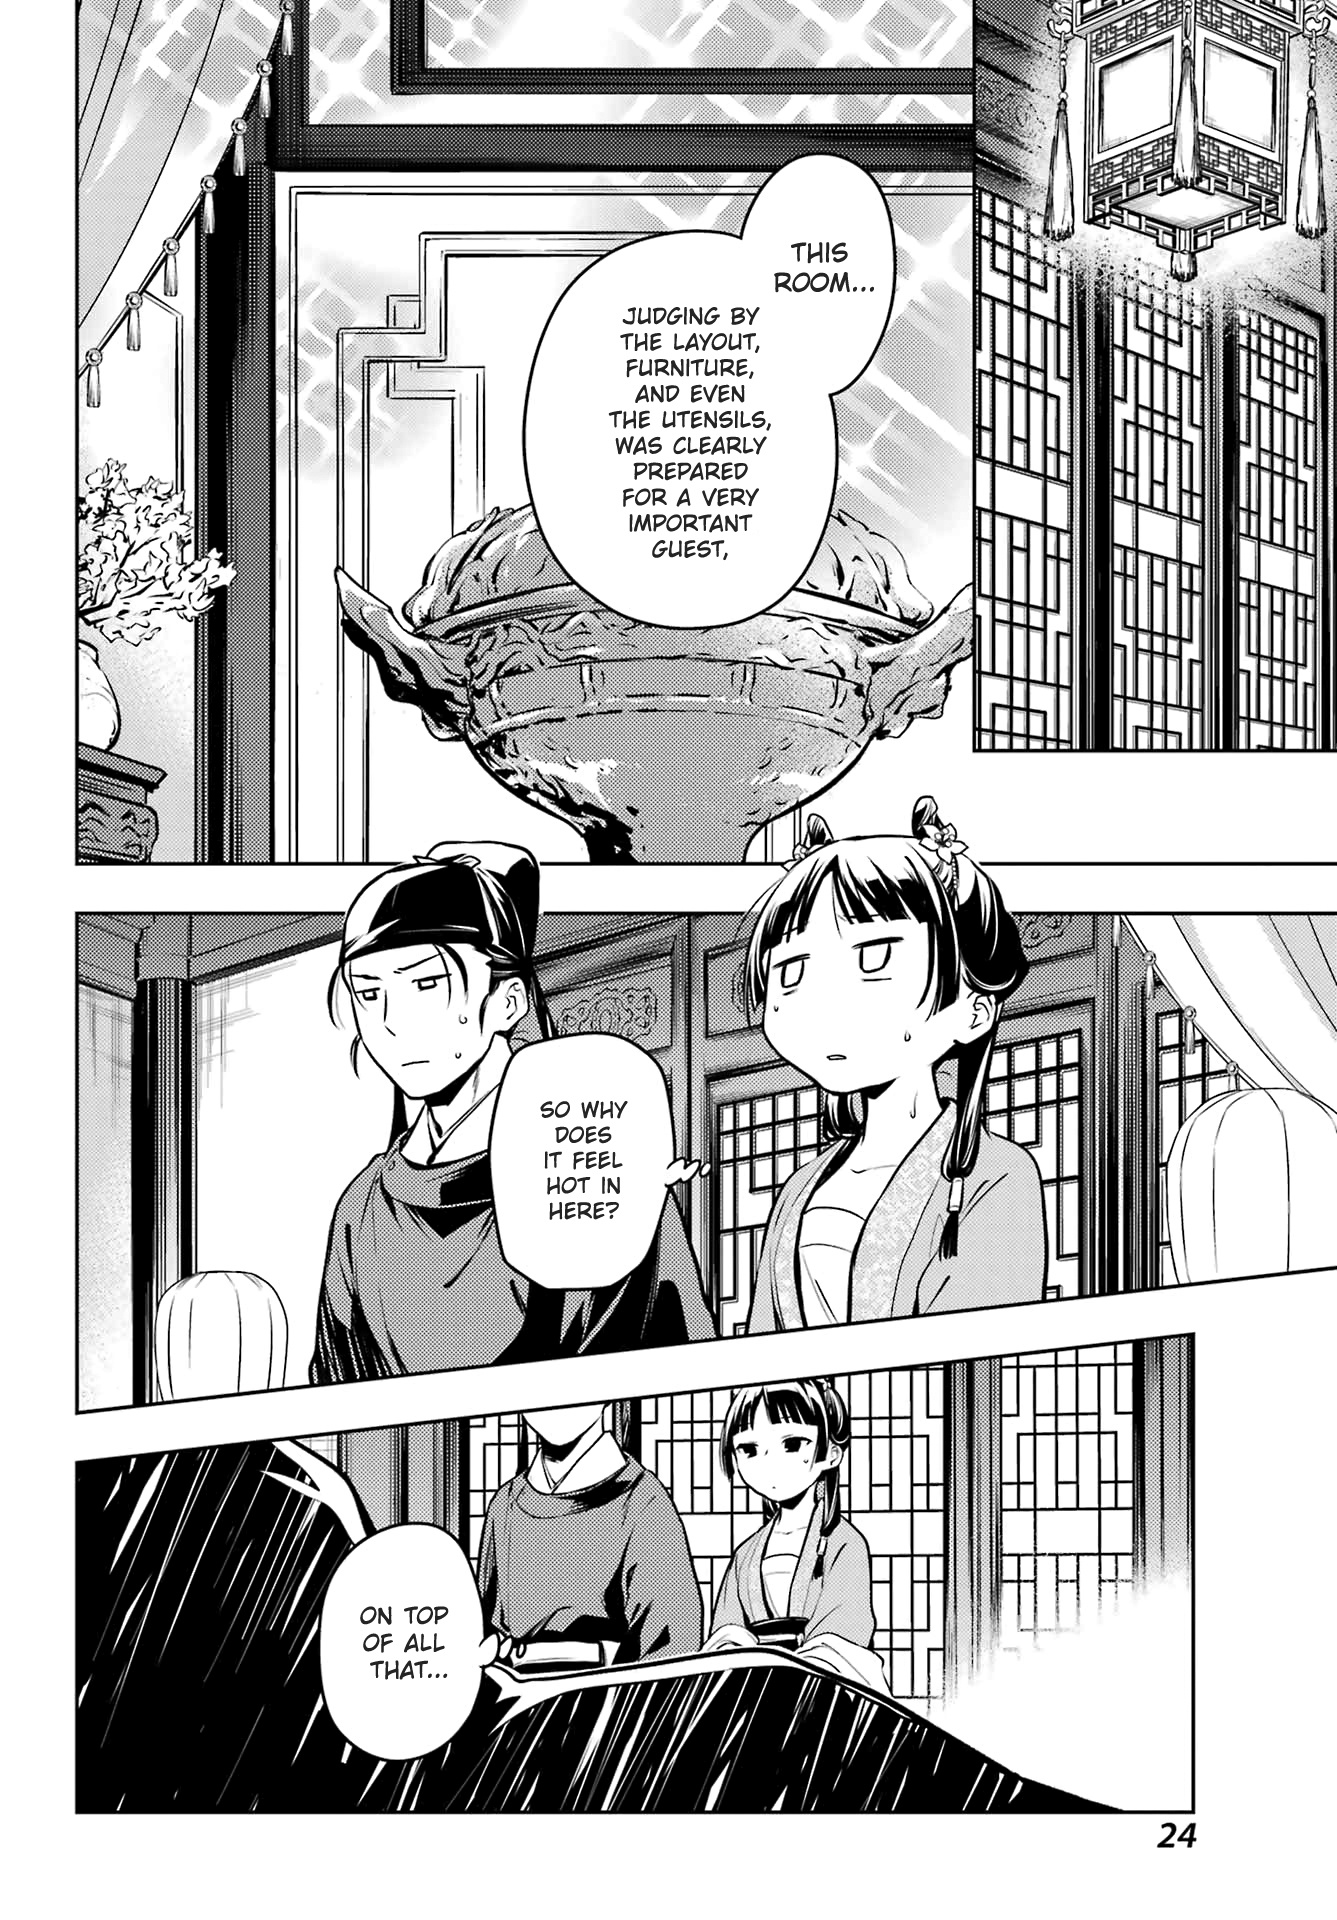 THIS
ROOM...
JUDGING BY
THE LAYOUT,
FURNITURE,
AND EVEN
THE UTENSILS,
WAS CLEARLY
PREPARED
FOR A VERY
IMPORTANT
GUEST,
SO WHY
DOES
IT FEEL
HOT IN
HERE?
ON TOP
OF ALL
THAT...
24